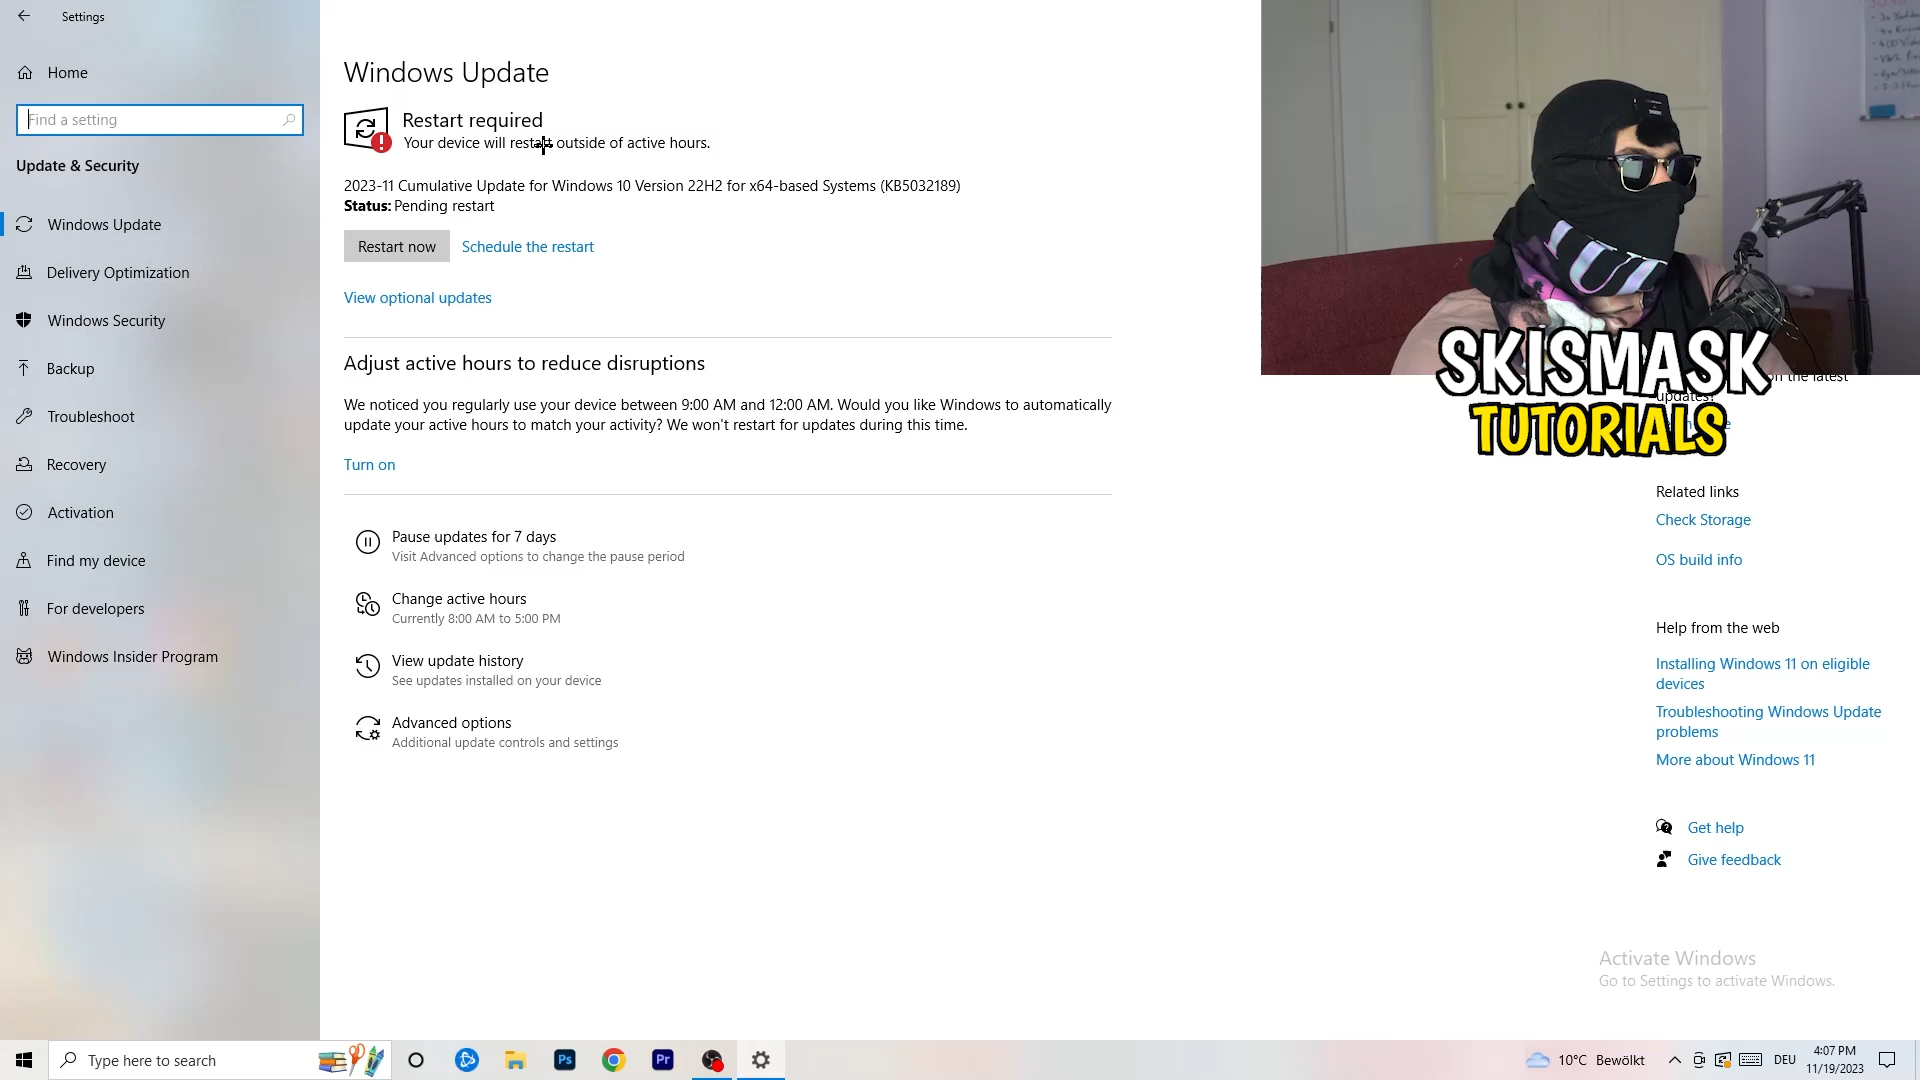 Settings
Home
Find a setting
Update & Security
Windows Update
Delivery Optimization
Windows Security
Backup
Troubleshoot
Recovery
Activation
Find my device
For developers
Windows Insider Program
Windows Update
Restart required
Your device will restart outside of active hours.
2023-11 Cumulative Update for Windows 10 Version 22H2 for x64-based Systems (KB5032189)
Status: Pending restart
Restart now Schedule the restart
View optional updates
Adjust active hours to reduce disruptions
We noticed you regularly use your device between 9:00 AM and 12:00 AM. Would you like Windows to automatically
update your active hours to match your activity? We won't restart for updates during this time.
Turn on
Pause updates for 7 days
Visit Advanced options to change the pause period
Change active hours
Currently 8:00 AM to 5:00 PM
View update history
See updates installed on your device
Advanced options
Additional update controls and settings
SKISMASK
TUTORIALS
on the latest
updates?
Related links
Check Storage
OS build info
Help from the web
Installing Windows 11 on eligible
devices
Troubleshooting Windows Update
problems
More about Windows 11
Get help
Give feedback
Activate Windows
Go to Settings to activate Windows.
Type here to search
Ps
Pr
10°C Bewölkt
DEU
4:07 PM
11/19/2023